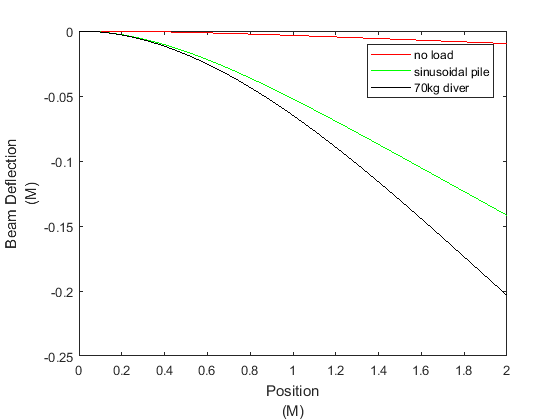 0
-0.05
-0.1
-0.15
-0.2
-0.25
Beam Deflection
(M)
no load
sinusoidal pile
70kg diver
0 0.2 0.4 0.6 0.8 1 1.2 1.4 1.6 1.8 2
Position
(M)